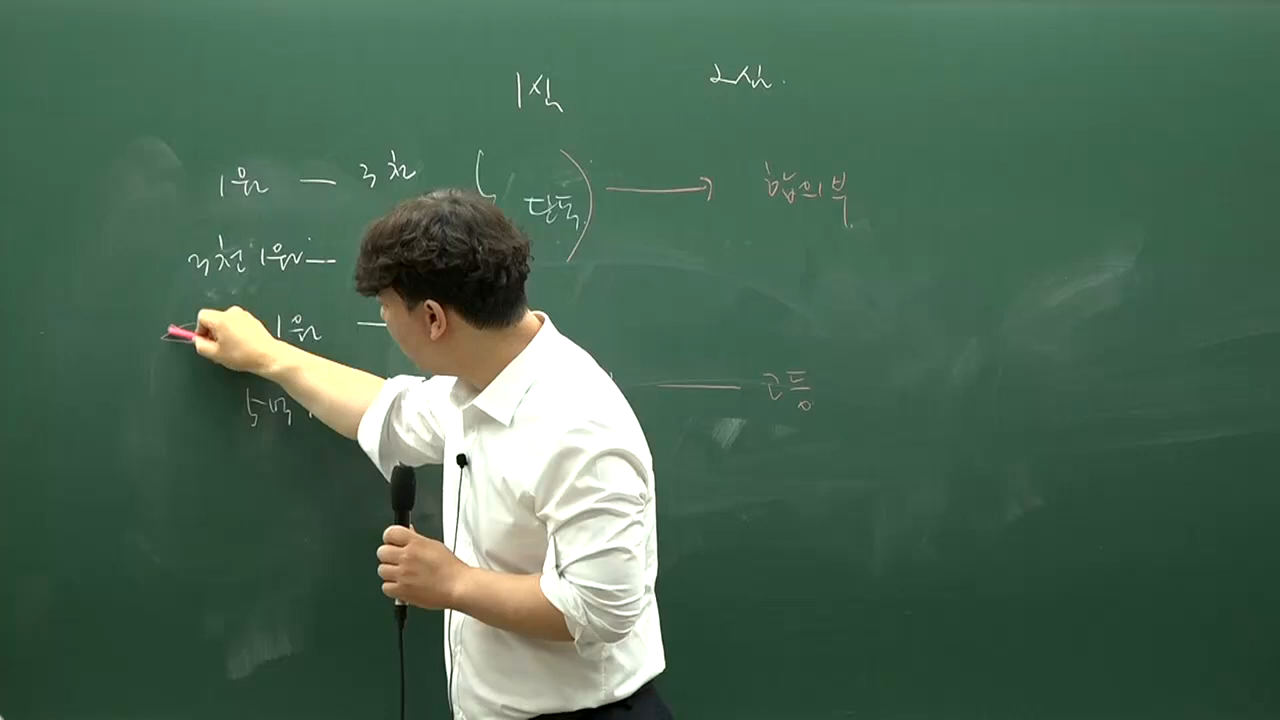 1심 2심.
1원 — 3천 ( 단독 ) → 합의부
3천 1원 —
1원 —
5억 — 고등